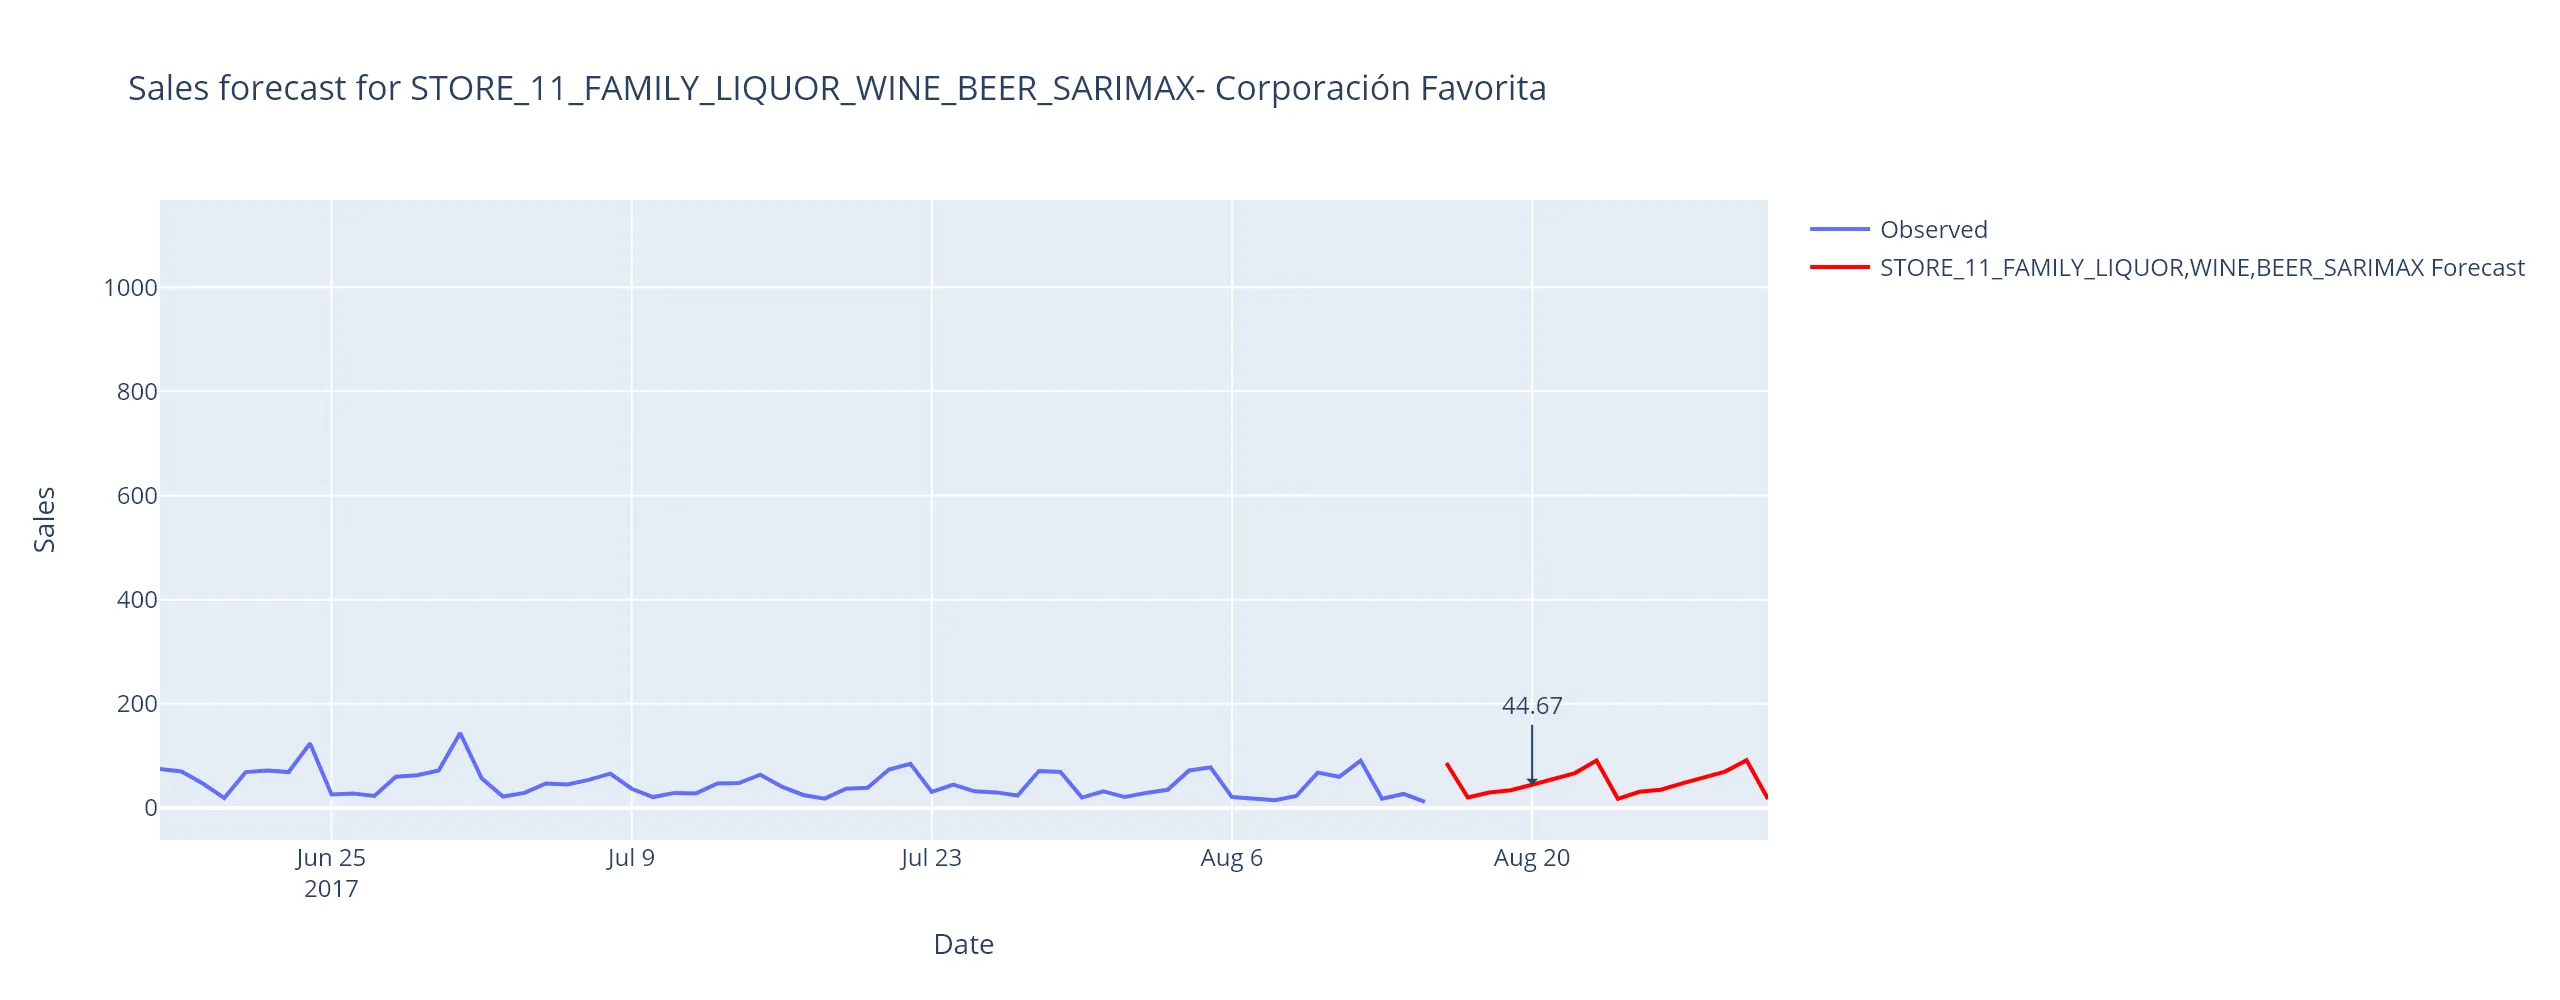 Sales forecast for STORE_11_FAMILY_LIQUOR_WINE_BEER_SARIMAX- Corporación Favorita
Observed
STORE_11_FAMILY_LIQUOR,WINE,BEER_SARIMAX Forecast
1000
800
600
400
200
0
Sales
44.67
Jun 25
2017
Jul 9
Jul 23
Aug 6
Aug 20
Date